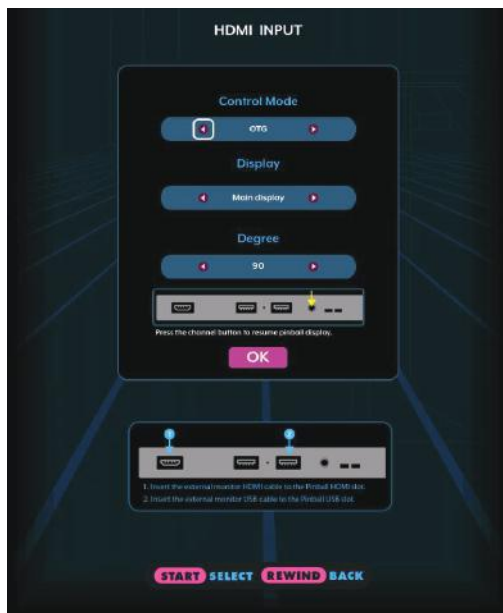 HDMI INPUT
Control Mode
OTG
Display
Main display
Degree
90
Press the channel button to resume pinball display.
OK
1 2
1. Insert the external monitor HDMI cable to the Pinball HDMI slot.
2. Insert the external monitor USB cable to the Pinball USB slot.
START SELECT REWIND BACK